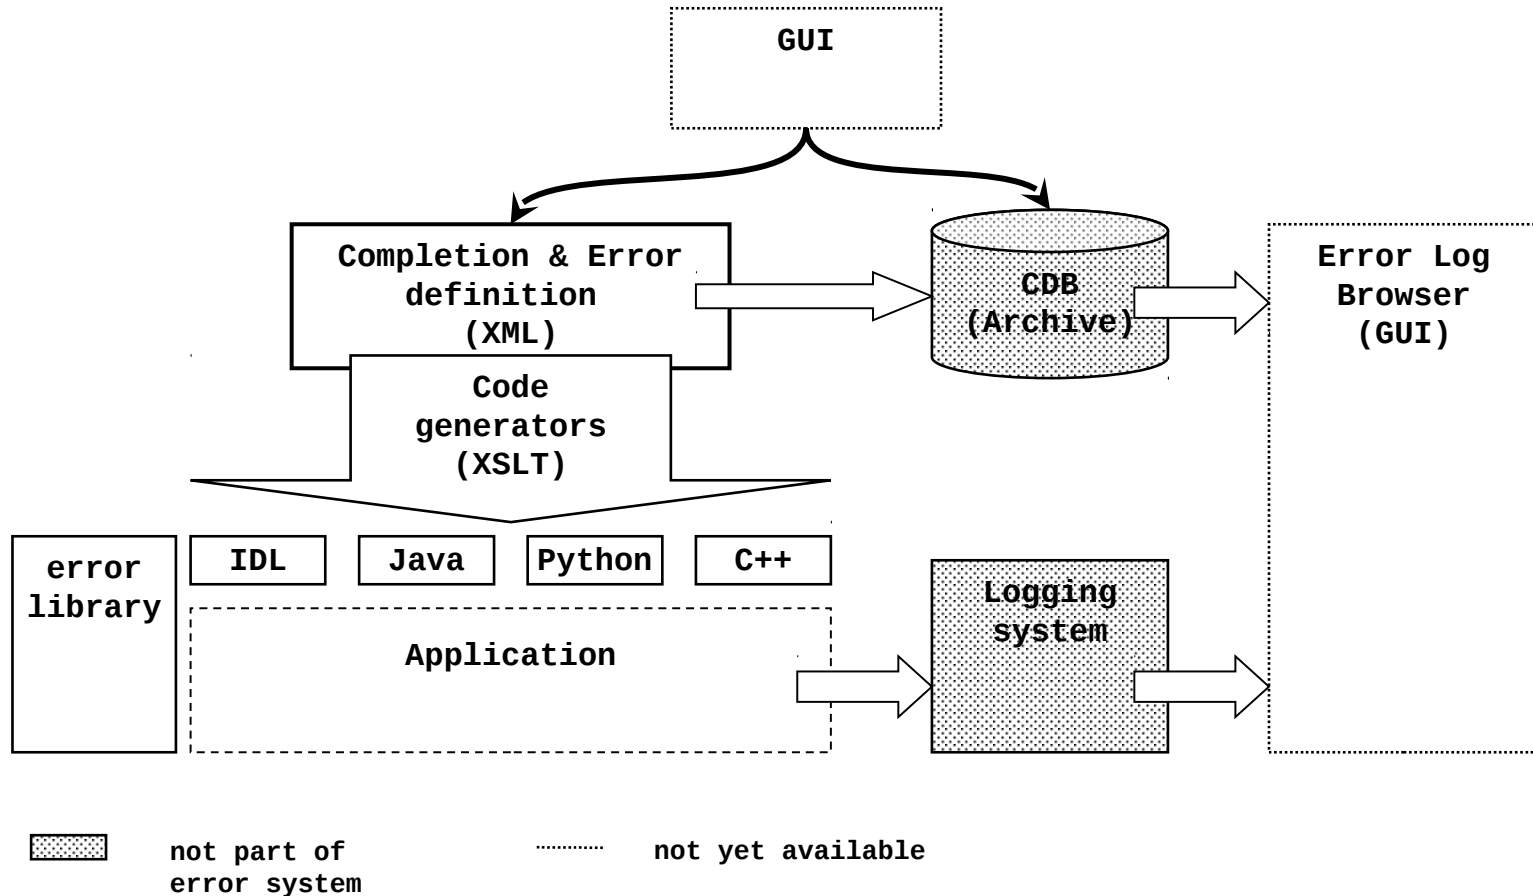 GUI
Completion & Error
definition
(XML)
CDB
(Archive)
Error Log
Browser
(GUI)
Code
generators
(XSLT)
error
library
IDL
Java
Python
C++
Application
Logging
system
not part of
error system
not yet available